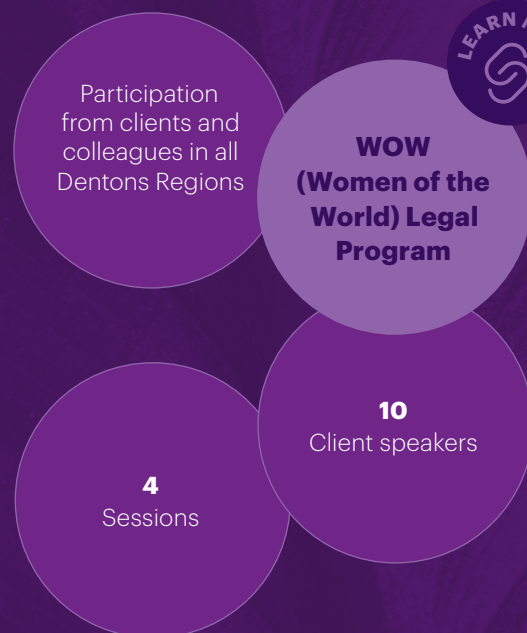 LEARN
Participation
from clients and
colleagues in all
Dentons Regions
WOW
(Women of the
World) Legal
Program
10
Client speakers
4
Sessions